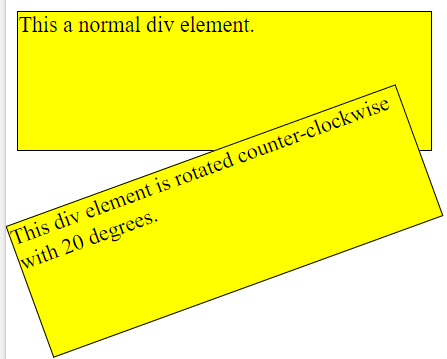 This a normal div element.
This div element is rotated counter-clockwise
with 20 degrees.